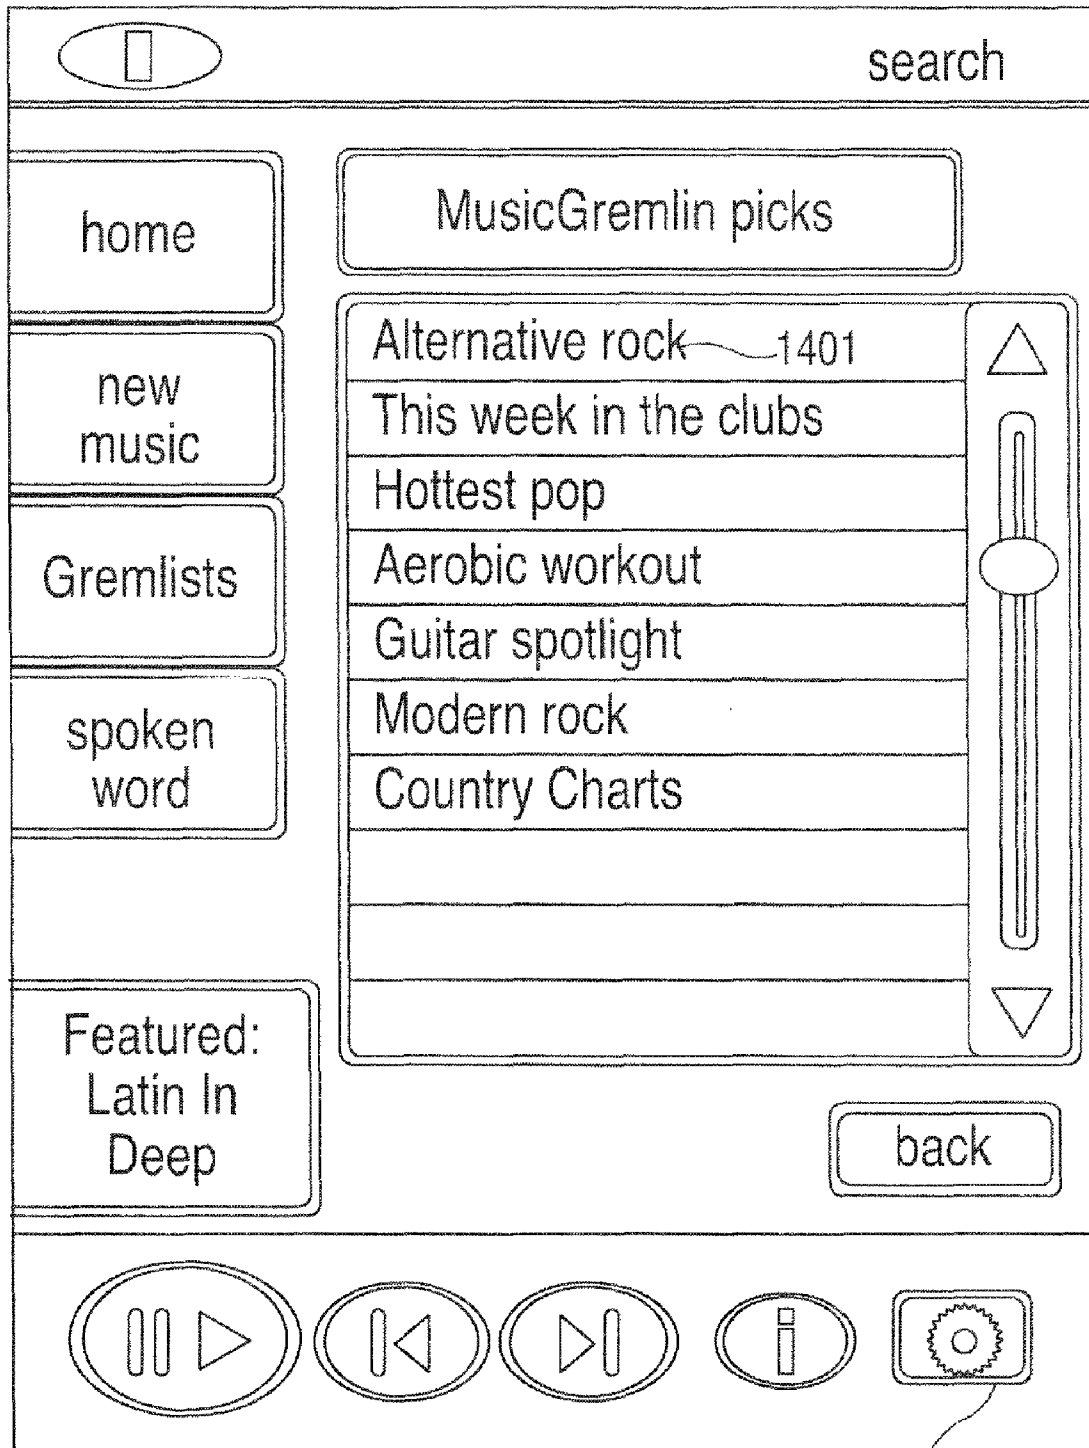 search
home
new
music
Gremlists
spoken
word
Featured:
Latin In
Deep
MusicGremlin picks
Alternative rock 1401
This week in the clubs
Hottest pop
Aerobic workout
Guitar spotlight
Modern rock
Country Charts
back
i